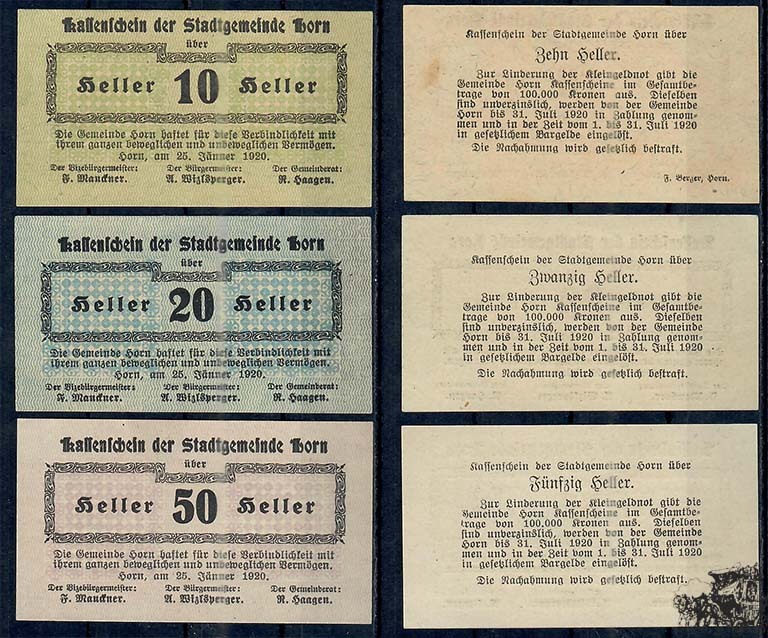 Kassenschein der Stadtgemeinde Horn
über
Heller 10 Heller
Die Gemeinde Horn haftet für diese Verbindlichkeit mit
ihrem ganzen beweglichen und unbeweglichen Vermögen.
Horn, am 25. Jänner 1920.
Der Vizebürgermeister: Der Bürgermeister: Der Gemeinderat:
F. Manckner. A. Wizlsperger. R. Haagen.
Kassenschein der Stadtgemeinde Horn über
Zehn Heller.
Zur Linderung der Kleingeldnot gibt die
Gemeinde Horn Kassenscheine im Gesamtbe-
trage von 100.000 Kronen aus. Dieselben
sind unverzinslich, werden von der Gemeinde
Horn bis 31. Juli 1920 in Zahlung genom-
men und in der Zeit vom 1. bis 31. Juli 1920
in gesetzlichem Bargelde eingelöst.
Die Nachahmung wird gesetzlich bestraft.
F. Berger, Horn.
Kassenschein der Stadtgemeinde Horn
über
Heller 20 Heller
Die Gemeinde Horn haftet für diese Verbindlichkeit mit
ihrem ganzen beweglichen und unbeweglichen Vermögen.
Horn, am 25. Jänner 1920.
Der Vizebürgermeister: Der Bürgermeister: Der Gemeinderat:
F. Manckner. A. Wizlsperger. R. Haagen.
Kassenschein der Stadtgemeinde Horn über
Zwanzig Heller.
Zur Linderung der Kleingeldnot gibt die
Gemeinde Horn Kassenscheine im Gesamtbe-
trage von 100.000 Kronen aus. Dieselben
sind unverzinslich, werden von der Gemeinde
Horn bis 31. Juli 1920 in Zahlung genom-
men und in der Zeit vom 1. bis 31. Juli 1920
in gesetzlichem Bargelde eingelöst.
Die Nachahmung wird gesetzlich bestraft.
Kassenschein der Stadtgemeinde Horn
über
Heller 50 Heller
Die Gemeinde Horn haftet für diese Verbindlichkeit mit
ihrem ganzen beweglichen und unbeweglichen Vermögen.
Horn, am 25. Jänner 1920.
Der Vizebürgermeister: Der Bürgermeister: Der Gemeinderat:
F. Manckner. A. Wizlsperger. R. Haagen.
Kassenschein der Stadtgemeinde Horn über
Fünfzig Heller.
Zur Linderung der Kleingeldnot gibt die
Gemeinde Horn Kassenscheine im Gesamtbe-
trage von 100.000 Kronen aus. Dieselben
sind unverzinslich, werden von der Gemeinde
Horn bis 31. Juli 1920 in Zahlung genom-
men und in der Zeit vom 1. bis 31. Juli 1920
in gesetzlichem Bargelde eingelöst.
Die Nachahmung wird gesetzlich bestraft.